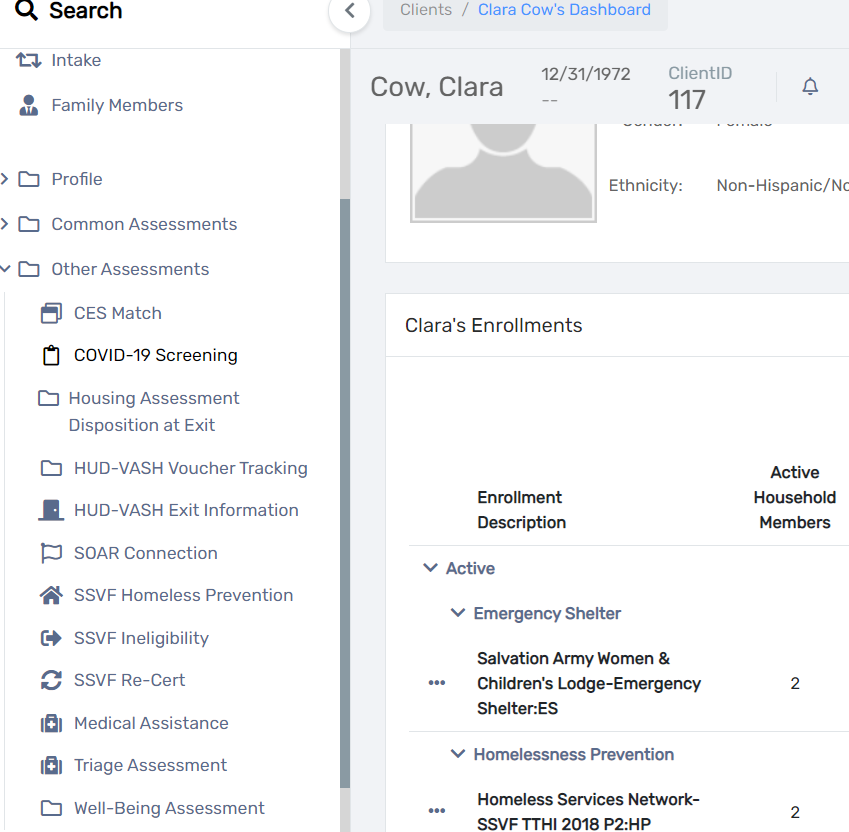 Search
Intake
Family Members
Profile
Common Assessments
Other Assessments
CES Match
COVID-19 Screening
Housing Assessment
Disposition at Exit
HUD-VASH Voucher Tracking
HUD-VASH Exit Information
SOAR Connection
SSVF Homeless Prevention
SSVF Ineligibility
SSVF Re-Cert
Medical Assistance
Triage Assessment
Well-Being Assessment
Clients / Clara Cow's Dashboard
Cow, Clara
12/31/1972
--
ClientID
117
Gender: Female
Ethnicity: Non-Hispanic/No
Clara's Enrollments
Enrollment
Description
Active
Household
Members
Active
Emergency Shelter
Salvation Army Women &
Children's Lodge-Emergency
Shelter:ES
2
Homelessness Prevention
Homeless Services Network-
SSVF TTHI 2018 P2:HP
2